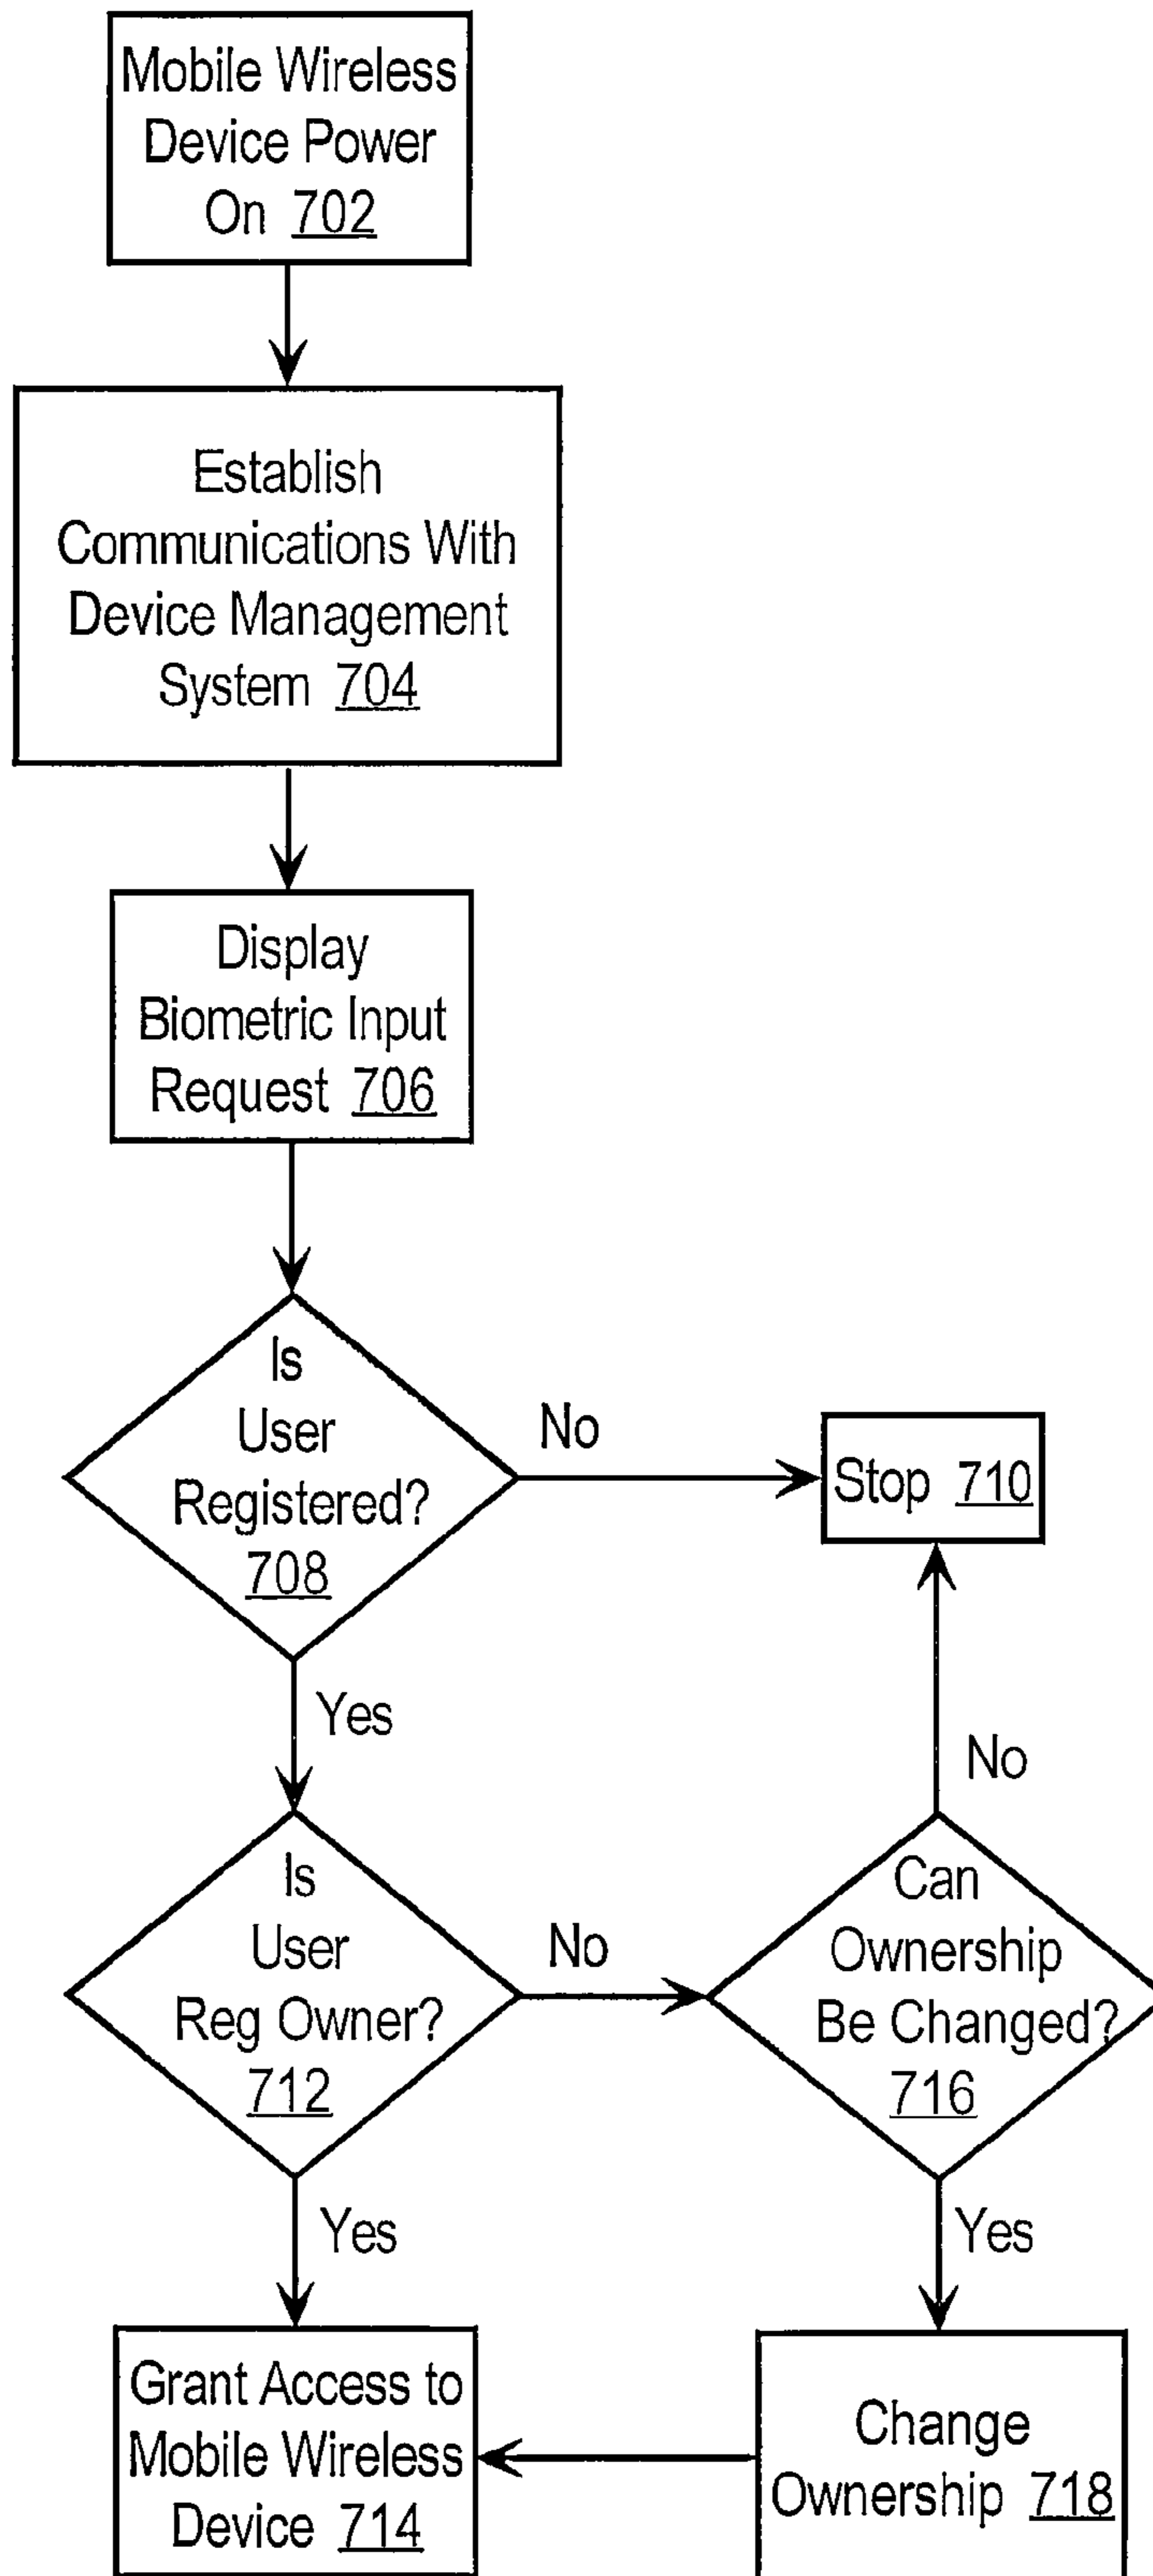 Mobile Wireless
Device Power
On 702
Establish
Communications With
Device Management
System 704
Display
Biometric Input
Request 706
Is
User
Registered?
708
No
Stop 710
Yes
No
Is
User
Reg Owner?
712
No
Can
Ownership
Be Changed?
716
Yes
Yes
Grant Access to
Mobile Wireless
Device 714
Change
Ownership 718